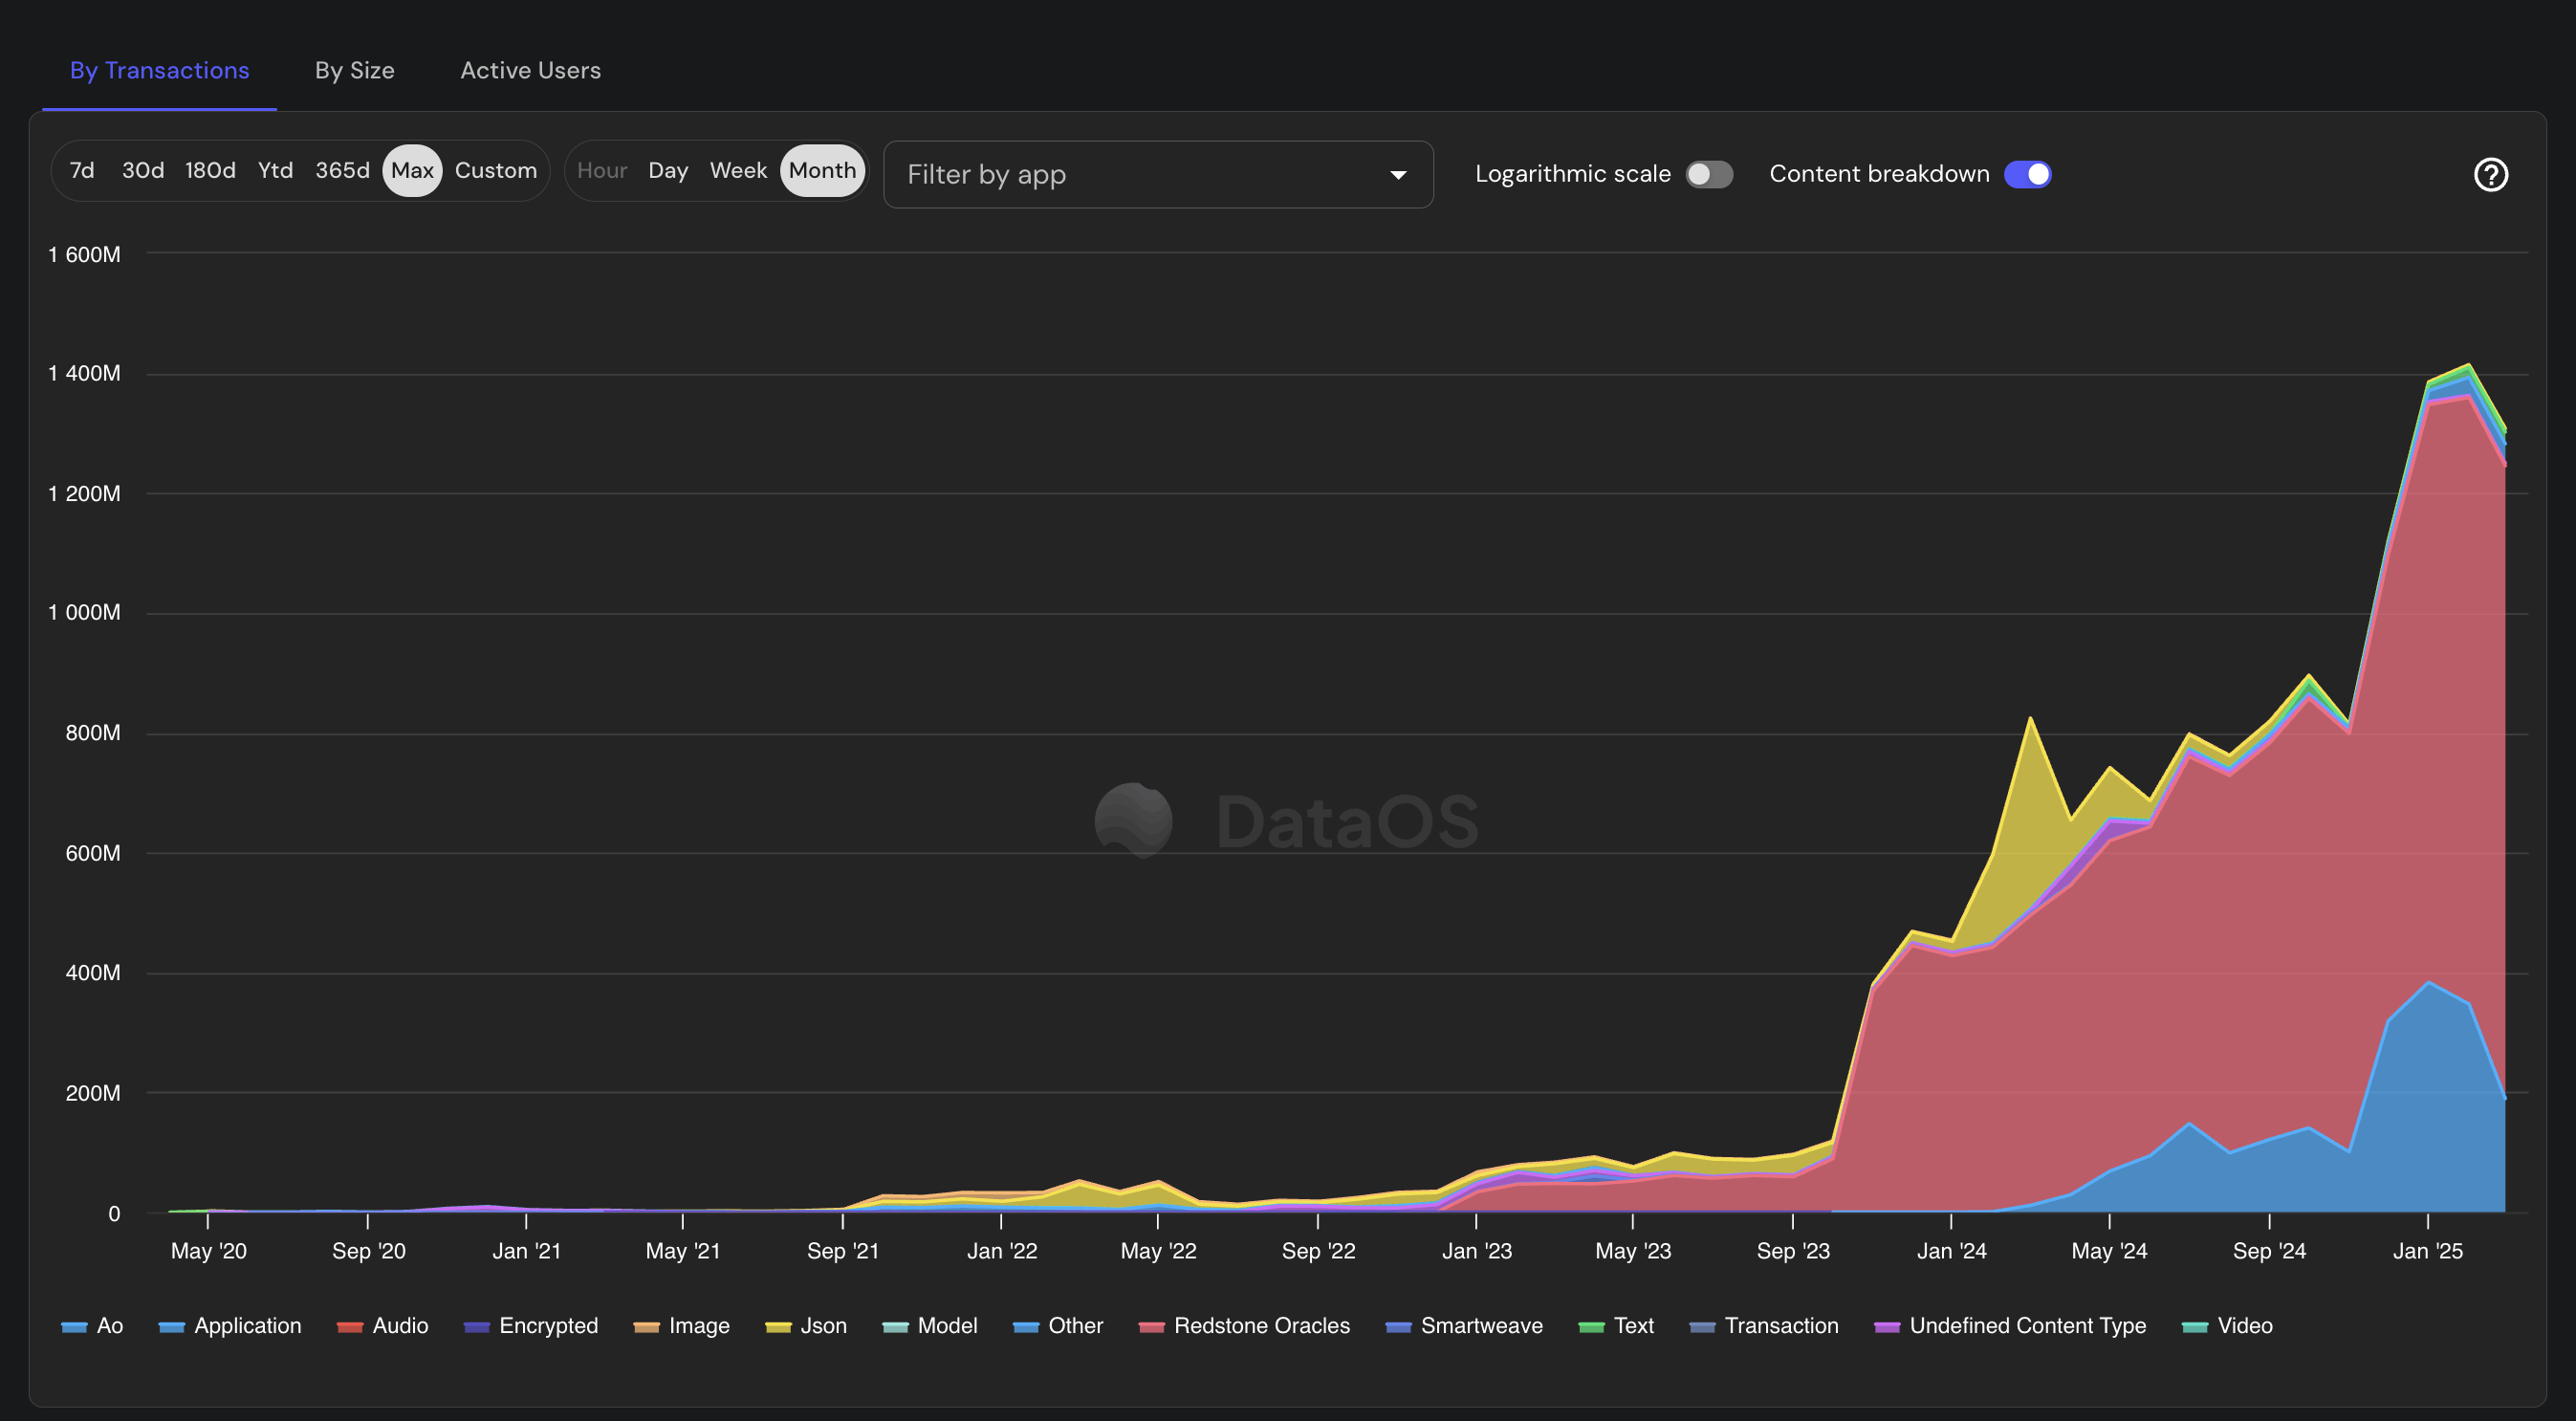 By Transactions By Size Active Users
7d 30d 180d Ytd 365d Max Custom Hour Day Week Month Filter by app Logarithmic scale Content breakdown ?
1 600M
1 400M
1 200M
1 000M
800M
600M
400M
200M
0
DataOS
May '20 Sep '20 Jan '21 May '21 Sep '21 Jan '22 May '22 Sep '22 Jan '23 May '23 Sep '23 Jan '24 May '24 Sep '24 Jan '25
Ao Application Audio Encrypted Image Json Model Other Redstone Oracles Smartweave Text Transaction Undefined Content Type Video